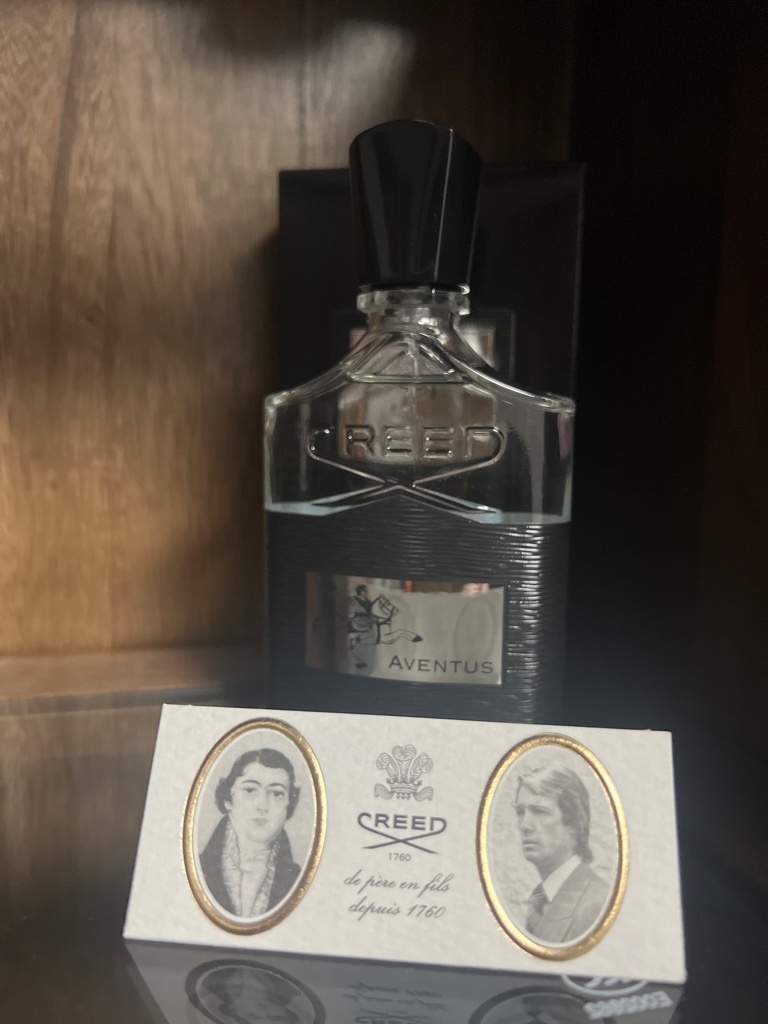 CREED
AVENTUS
CREED
1760
de père en fils
depuis 1760